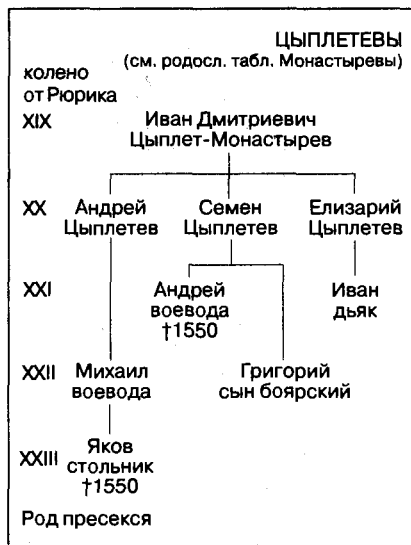 ЦЫПЛЕТЕВЫ
(см. родосл. табл. Монастыревы)
колено
от Рюрика
XIX Иван Дмитриевич
Цыплет-Монастырев
XX Андрей Семен Елизарий
Цыплетев Цыплетев Цыплетев
XXI Андрей Иван
воевода дьяк
†1550
XXII Михаил Григорий
воевода сын боярский
XXIII Яков
стольник
†1550
Род пресекся